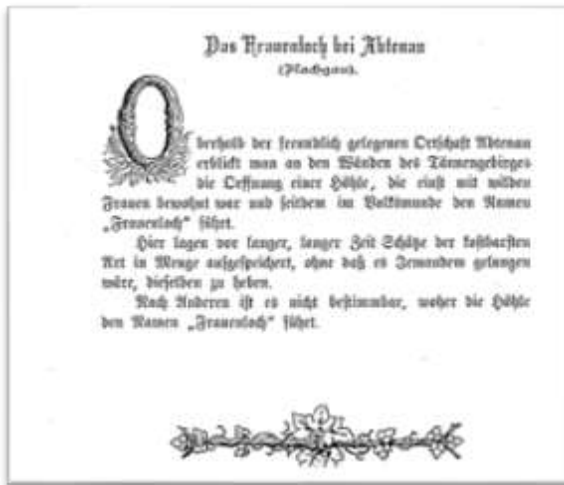 Das Frauenloch bei Abtenau
(Flachgau).
Oberhalb der freundlich gelegenen Ortschaft Abtenau
erblickt man an den Wänden des Tännengebirges
die Oeffnung einer Höhle, die einst mit wilden
Frauen bewohnt war und seitdem im Volksmunde den Namen
„Frauenloch“ führt.
Hier lagen vor langer, langer Zeit Schätze der kostbarsten
Art in Menge aufgespeichert, ohne daß es Jemandem gelungen
wäre, dieselben zu heben.
Nach Anderen ist es nicht bestimmbar, woher die Höhle
den Namen „Frauenloch“ führet.